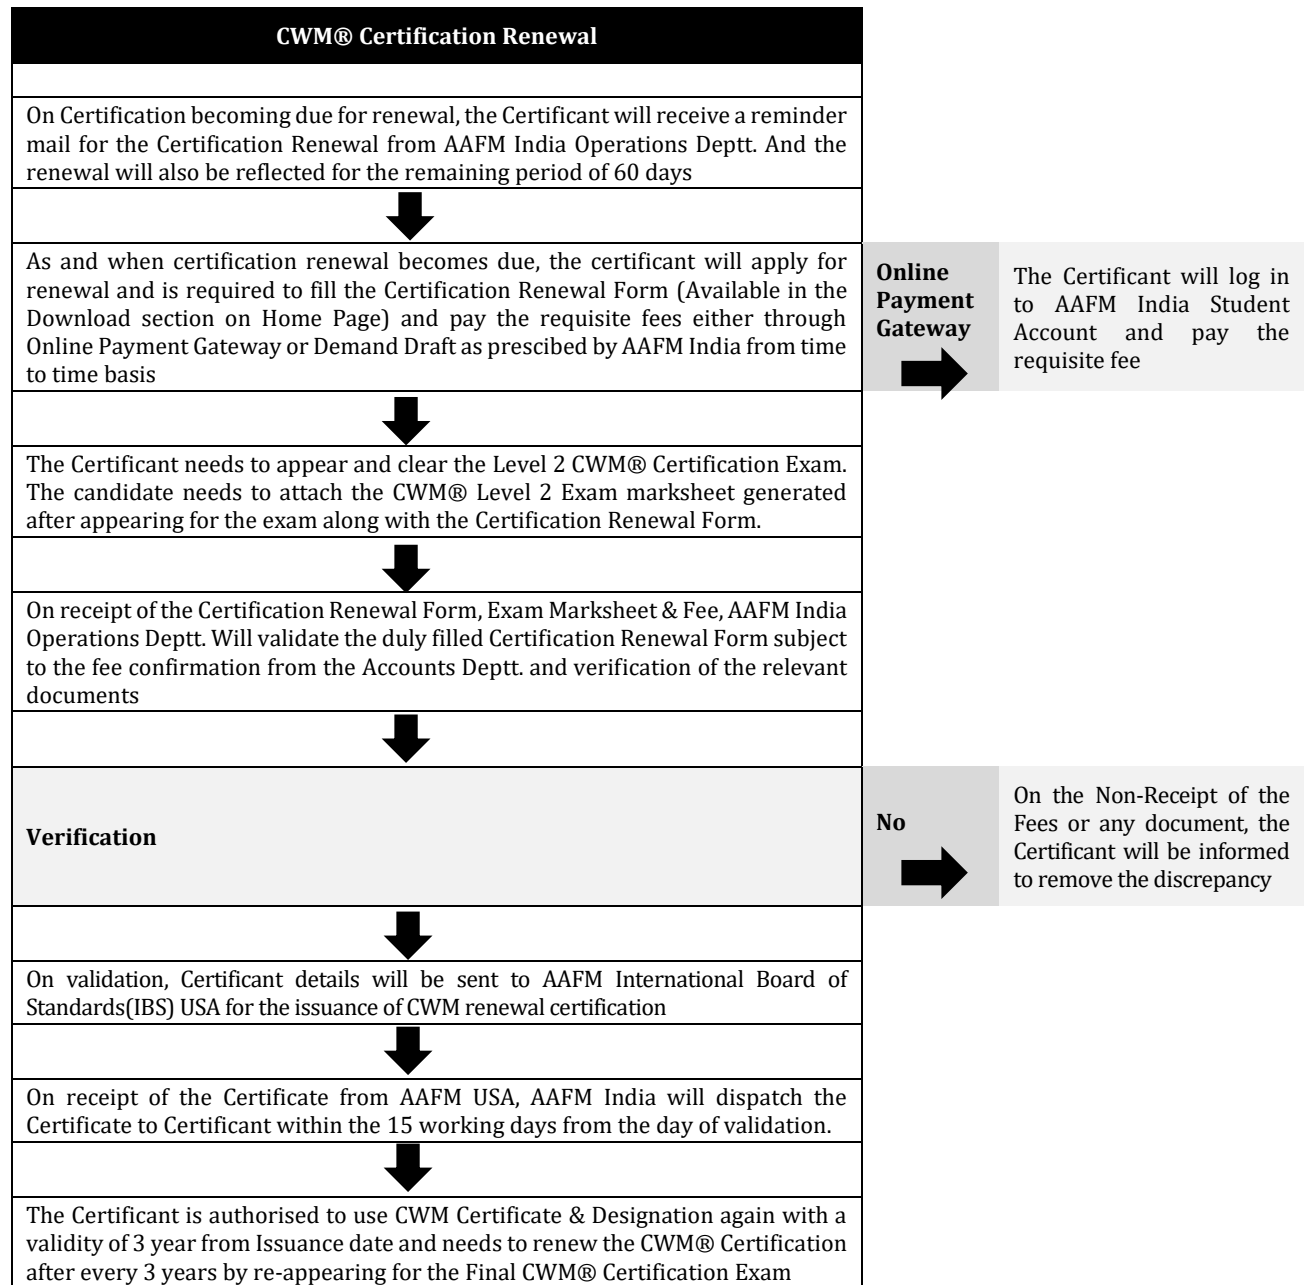 CWM® Certification Renewal
On Certification becoming due for renewal, the Certificant will receive a reminder
mail for the Certification Renewal from AAFM India Operations Deptt. And the
renewal will also be reflected for the remaining period of 60 days
As and when certification renewal becomes due, the certificant will apply for
renewal and is required to fill the Certification Renewal Form (Available in the
Download section on Home Page) and pay the requisite fees either through
Online Payment Gateway or Demand Draft as prescibed by AAFM India from time
to time basis
Online
Payment
Gateway
The Certificant will log in
to AAFM India Student
Account and pay the
requisite fee
The Certificant needs to appear and clear the Level 2 CWM® Certification Exam.
The candidate needs to attach the CWM® Level 2 Exam marksheet generated
after appearing for the exam along with the Certification Renewal Form.
On receipt of the Certification Renewal Form, Exam Marksheet & Fee, AAFM India
Operations Deptt. Will validate the duly filled Certification Renewal Form subject
to the fee confirmation from the Accounts Deptt. and verification of the relevant
documents
Verification
No
On the Non-Receipt of the
Fees or any document, the
Certificant will be informed
to remove the discrepancy
On validation, Certificant details will be sent to AAFM International Board of
Standards(IBS) USA for the issuance of CWM renewal certification
On receipt of the Certificate from AAFM USA, AAFM India will dispatch the
Certificate to Certificant within the 15 working days from the day of validation.
The Certificant is authorised to use CWM Certificate & Designation again with a
validity of 3 year from Issuance date and needs to renew the CWM® Certification
after every 3 years by re-appearing for the Final CWM® Certification Exam